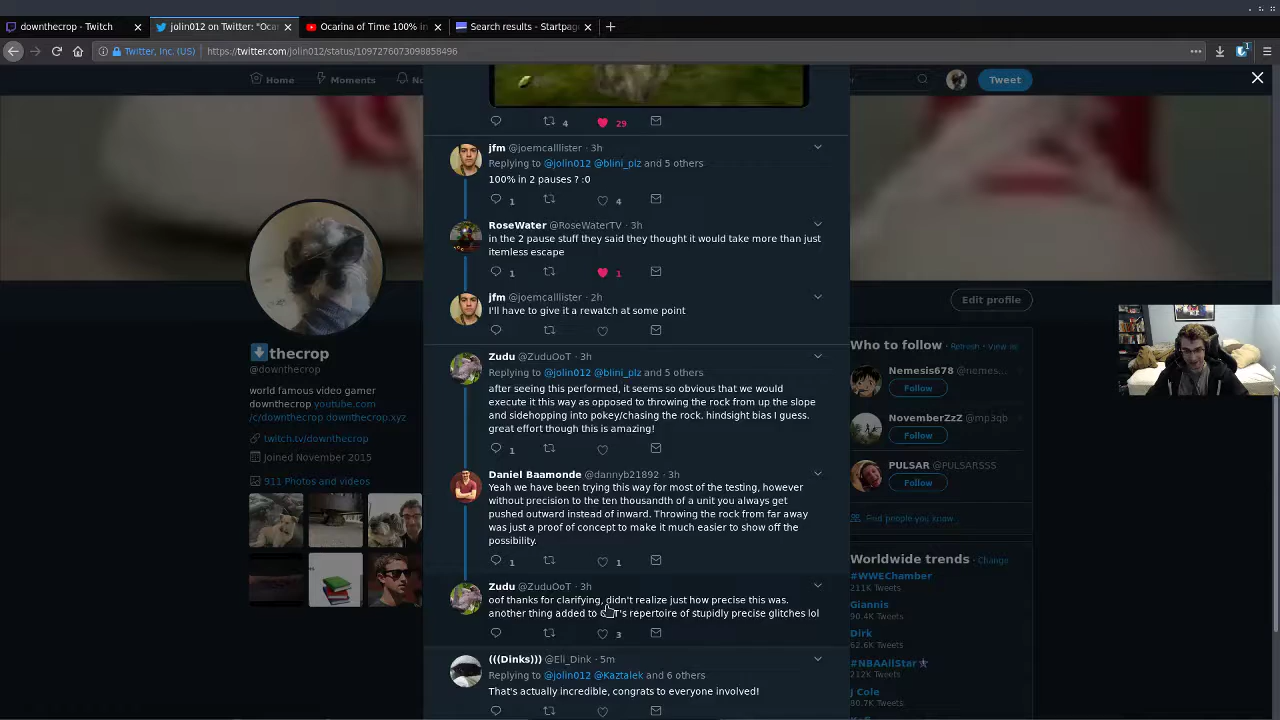 downthecrop - Twitch
jolin012 on Twitter: "Ocar
Ocarina of Time 100% in
Search results - Startpag
Twitter, Inc. (US)
https://twitter.com/jolin012/status/1097276073098858496
Home
Moments
Tweet
4
29
jfm @joemcalllister · 3h
Replying to @jolin012 @blini_plz and 5 others
100% in 2 pauses ? :0
1
4
RoseWater @RoseWaterTV · 3h
in the 2 pause stuff they said they thought it would take more than just
itemless escape
1
1
jfm @joemcalllister · 2h
I'll have to give it a rewatch at some point
Zudu @ZuduOoT · 3h
Replying to @jolin012 @blini_plz and 5 others
after seeing this performed, it seems so obvious that we would
execute it this way as opposed to throwing the rock from up the slope
and sidehopping into pokey/chasing the rock. hindsight bias I guess.
great effort though this is amazing!
1
Daniel Baamonde @dannyb21892 · 3h
Yeah we have been trying this way for most of the testing, however
without precision to the ten thousandth of a unit you always get
pushed outward instead of inward. Throwing the rock from far away
was just a proof of concept to make it much easier to show off the
possibility.
1
1
Zudu @ZuduOoT · 3h
oof thanks for clarifying, didn't realize just how precise this was.
another thing added to T's repertoire of stupidly precise glitches lol
3
(((Dinks))) @Eli_Dink · 5m
Replying to @jolin012 @Kaztalek and 6 others
That's actually incredible, congrats to everyone involved!
thecrop
@downthecrop
world famous video gamer
downthecrop youtube.com
/c/downthecrop downthecrop.xyz
twitch.tv/downthecrop
Joined November 2015
911 Photos and videos
Edit profile
Who to follow · Refresh · View
Nemesis678 @nemes...
Follow
NovemberZzZ @mp3qb
Follow
PULSAR @PULSARSSS
Follow
Find people you know
Worldwide trends · Change
#WWEChamber
211K Tweets
Giannis
90.4K Tweets
Dirk
62.6K Tweets
#NBAAllStar
212K Tweets
J Cole